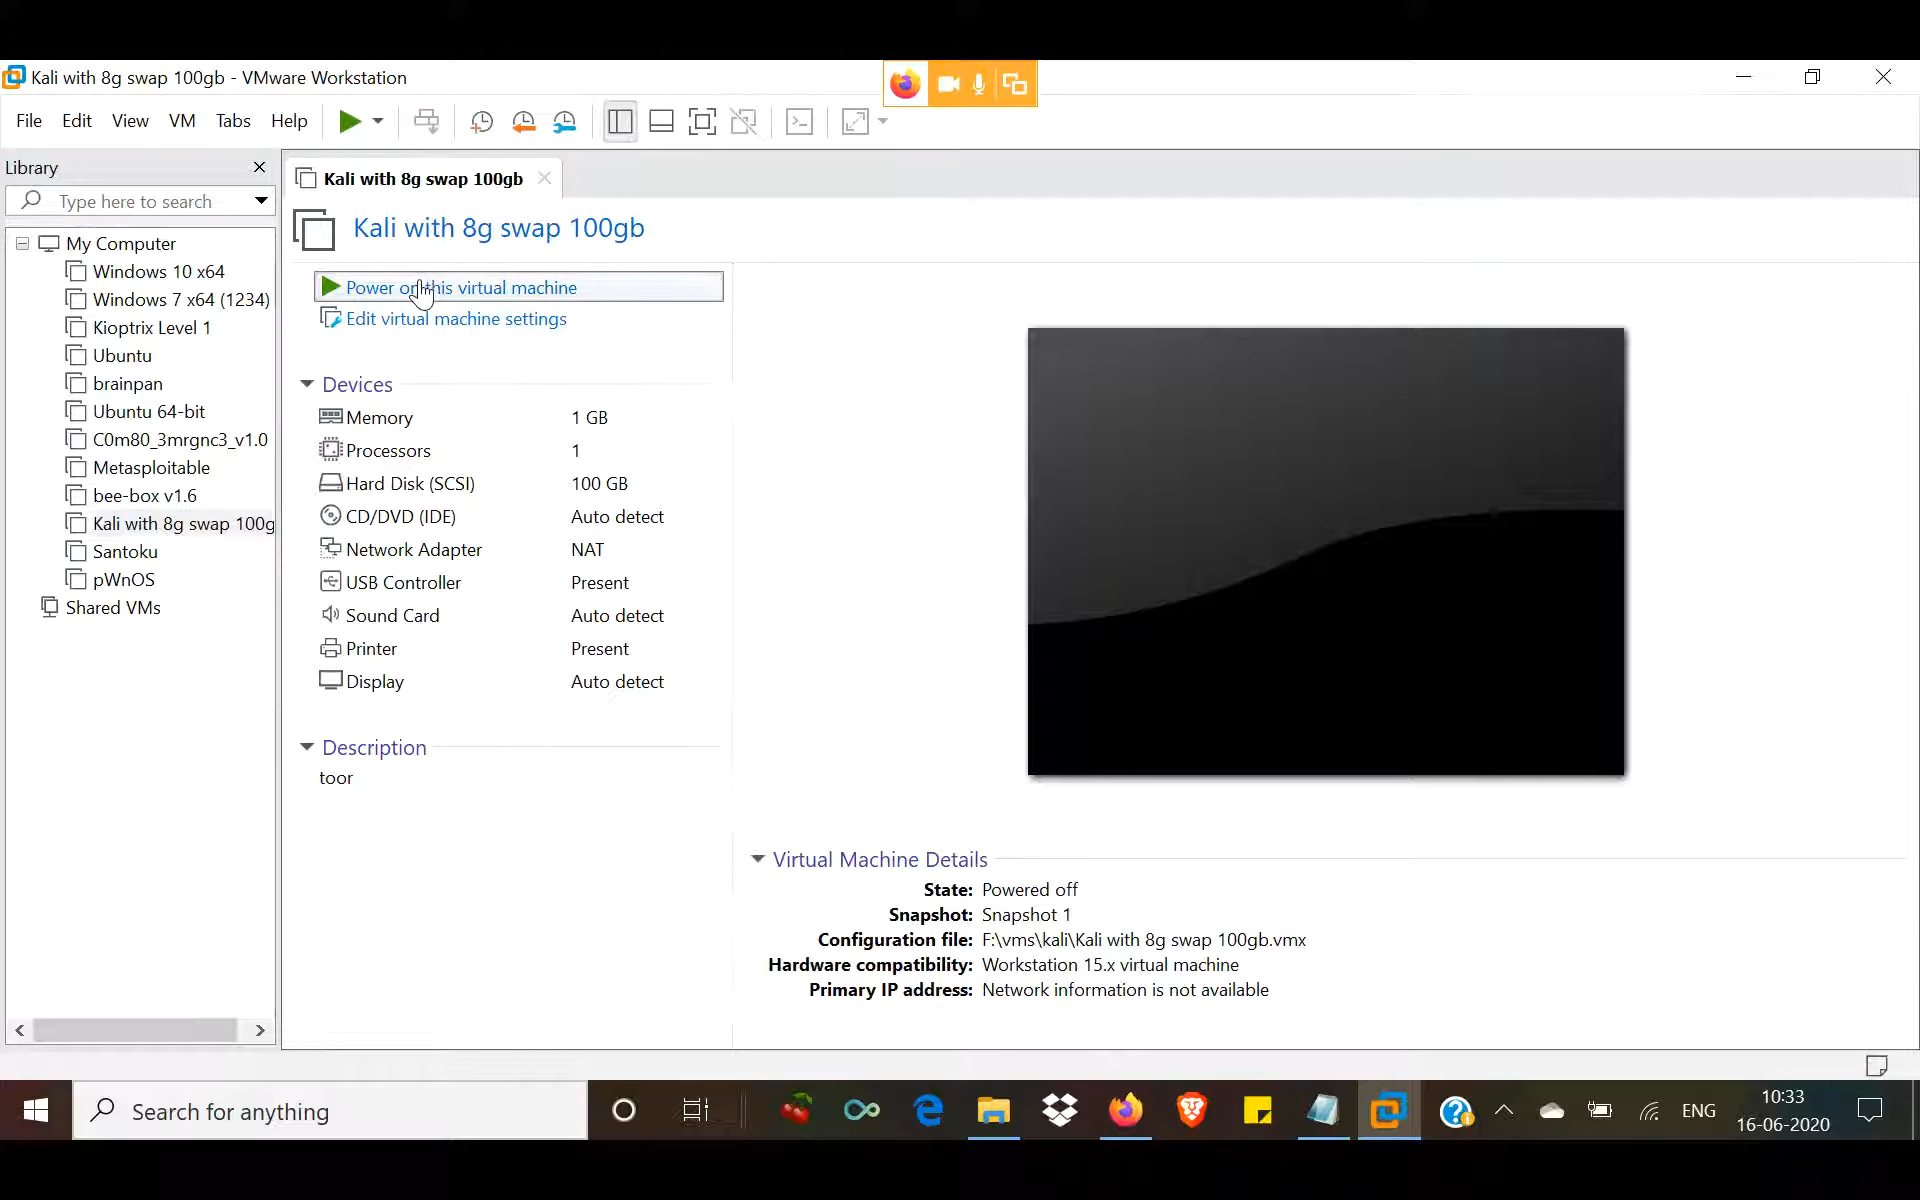 Kali with 8g swap 100gb - VMware Workstation
File Edit View VM Tabs Help
Library
Type here to search
My Computer
Windows 10 x64
Windows 7 x64 (1234)
Kioptrix Level 1
Ubuntu
brainpan
Ubuntu 64-bit
C0m80_3mrgnc3_v1.0
Metasploitable
bee-box v1.6
Kali with 8g swap 100g
Santoku
pWnOS
Shared VMs
Kali with 8g swap 100gb
Kali with 8g swap 100gb
Power on this virtual machine
Edit virtual machine settings
Devices
Memory 1 GB
Processors 1
Hard Disk (SCSI) 100 GB
CD/DVD (IDE) Auto detect
Network Adapter NAT
USB Controller Present
Sound Card Auto detect
Printer Present
Display Auto detect
Description
toor
Virtual Machine Details
State: Powered off
Snapshot: Snapshot 1
Configuration file: F:\vms\kali\Kali with 8g swap 100gb.vmx
Hardware compatibility: Workstation 15.x virtual machine
Primary IP address: Network information is not available
Search for anything
ENG
10:33
16-06-2020